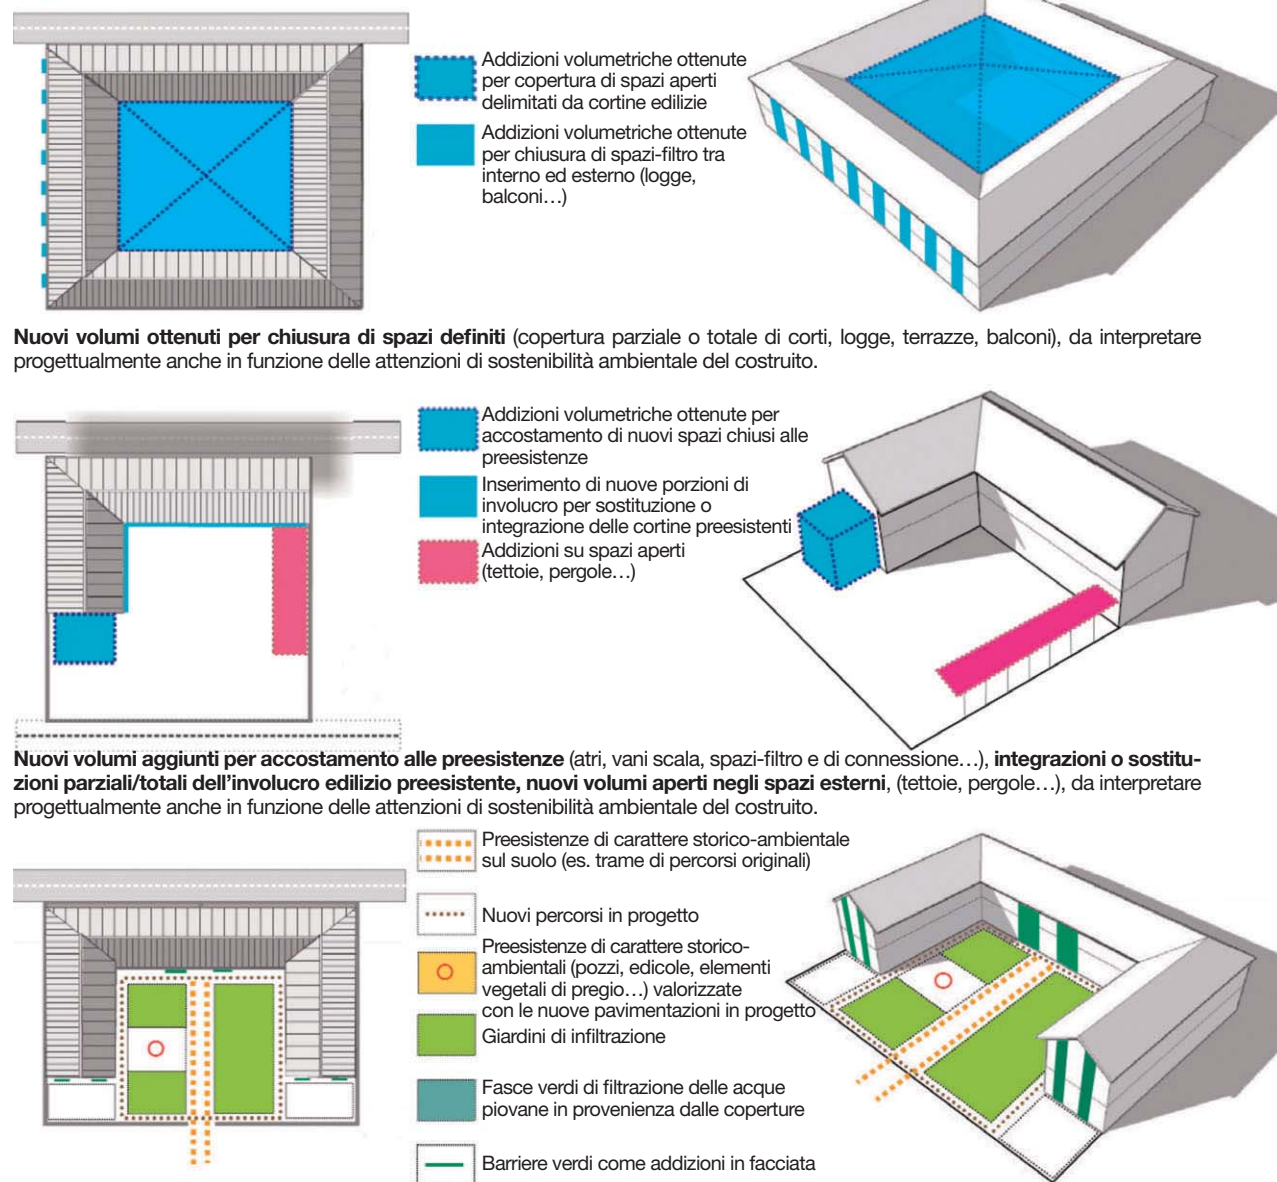 Addizioni volumetriche ottenute
per copertura di spazi aperti
delimitati da cortine edilizie
Addizioni volumetriche ottenute
per chiusura di spazi-filtro tra
interno ed esterno (logge,
balconi…)
Nuovi volumi ottenuti per chiusura di spazi definiti (copertura parziale o totale di corti, logge, terrazze, balconi), da interpretare
progettualmente anche in funzione delle attenzioni di sostenibilità ambientale del costruito.
Addizioni volumetriche ottenute per
accostamento di nuovi spazi chiusi alle
preesistenze
Inserimento di nuove porzioni di
involucro per sostituzione o
integrazione delle cortine preesistenti
Addizioni su spazi aperti
(tettoie, pergole…)
Nuovi volumi aggiunti per accostamento alle preesistenze (atri, vani scala, spazi-filtro e di connessione…), integrazioni o sostitu-
zioni parziali/totali dell’involucro edilizio preesistente, nuovi volumi aperti negli spazi esterni, (tettoie, pergole…), da interpretare
progettualmente anche in funzione delle attenzioni di sostenibilità ambientale del costruito.
Preesistenze di carattere storico-ambientale
sul suolo (es. trame di percorsi originali)
Nuovi percorsi in progetto
Preesistenze di carattere storico-
ambientali (pozzi, edicole, elementi
vegetali di pregio…) valorizzate
con le nuove pavimentazioni in progetto
Giardini di infiltrazione
Fasce verdi di filtrazione delle acque
piovane in provenienza dalle coperture
Barriere verdi come addizioni in facciata